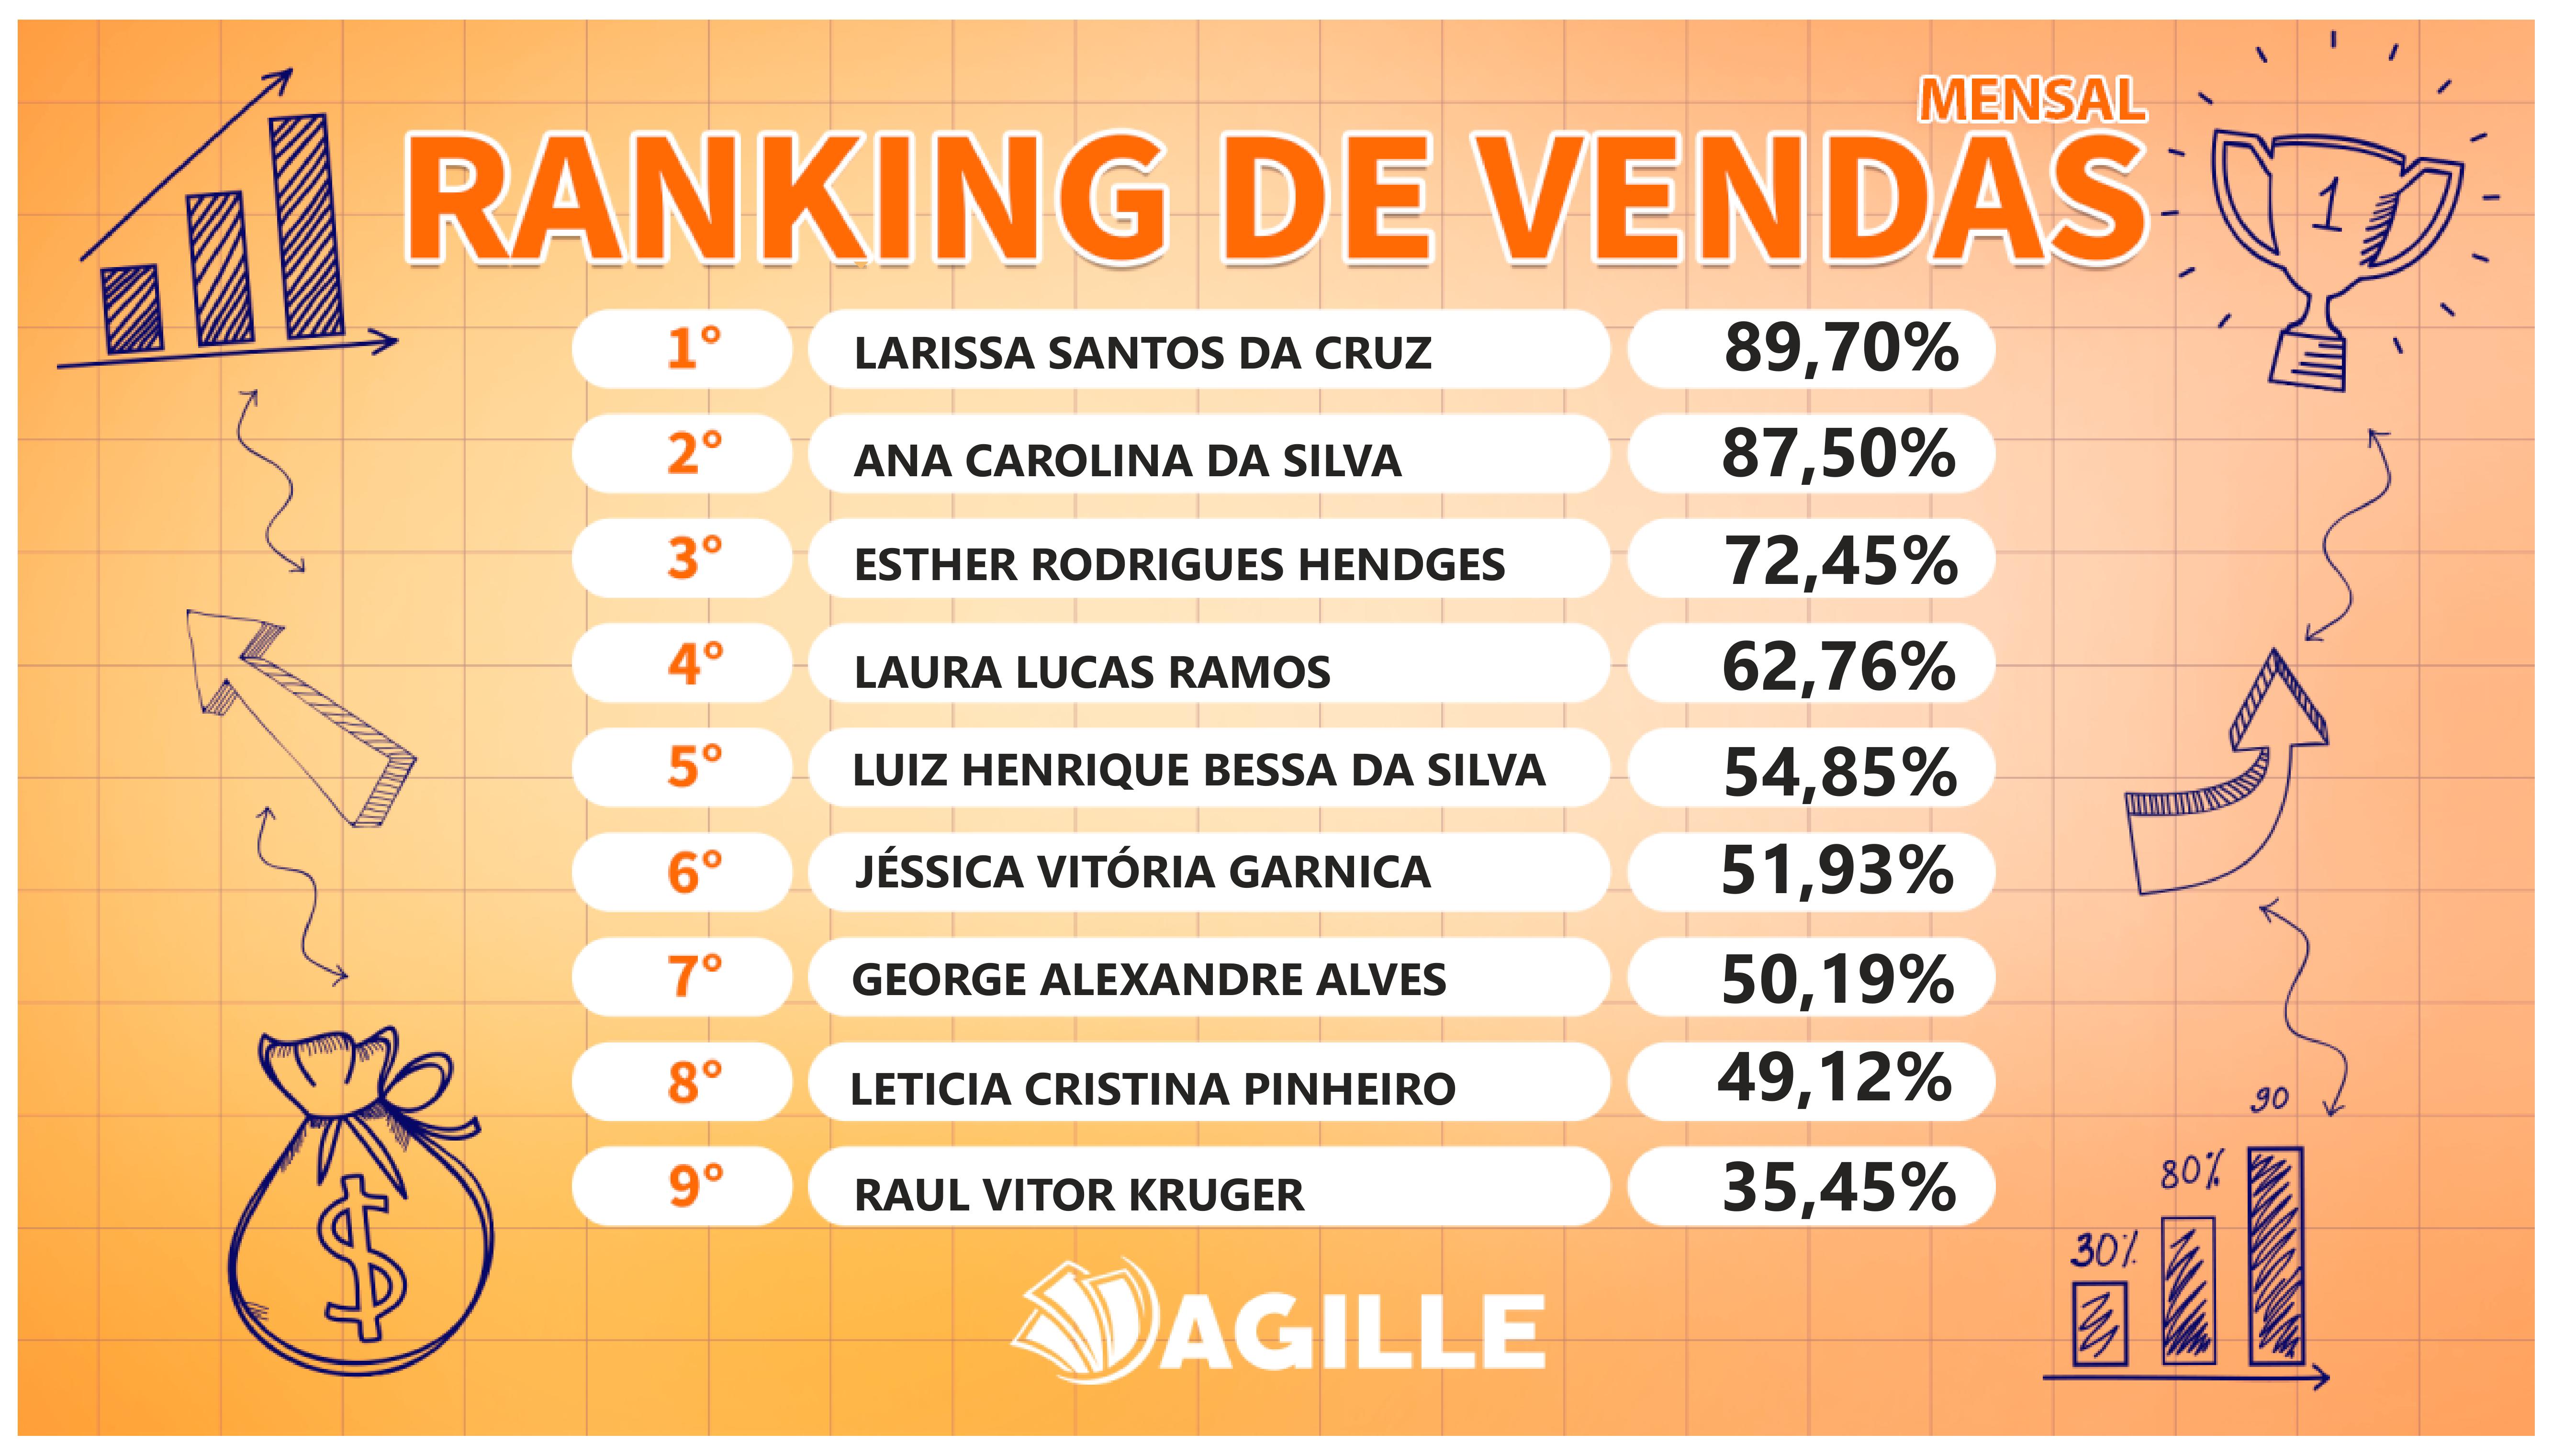 MENSAL
RANKING DE VENDAS
1
1° LARISSA SANTOS DA CRUZ 89,70%
2° ANA CAROLINA DA SILVA 87,50%
3° ESTHER RODRIGUES HENDGES 72,45%
4° LAURA LUCAS RAMOS 62,76%
5° LUIZ HENRIQUE BESSA DA SILVA 54,85%
6° JÉSSICA VITÓRIA GARNICA 51,93%
7° GEORGE ALEXANDRE ALVES 50,19%
8° LETICIA CRISTINA PINHEIRO 49,12%
9° RAUL VITOR KRUGER 35,45%
$
90
80%
30%
AGILLE